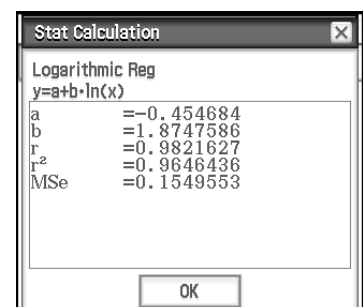 Stat Calculation
Logarithmic Reg
y=a+b·ln(x)
a =-0.454684
b =1.8747586
r =0.9821627
r² =0.9646436
MSe =0.1549553
OK